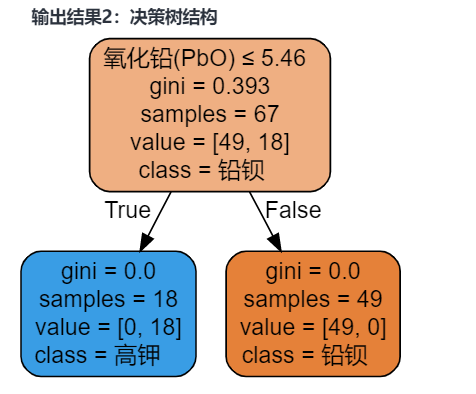 输出结果2：决策树结构
氧化铅(PbO) ≤ 5.46
gini = 0.393
samples = 67
value = [49, 18]
class = 铅钡
True
False
gini = 0.0
samples = 18
value = [0, 18]
class = 高钾
gini = 0.0
samples = 49
value = [49, 0]
class = 铅钡